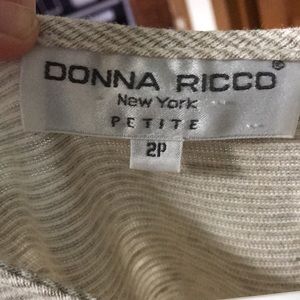 DONNA RICCO®
New York
PETITE
2P